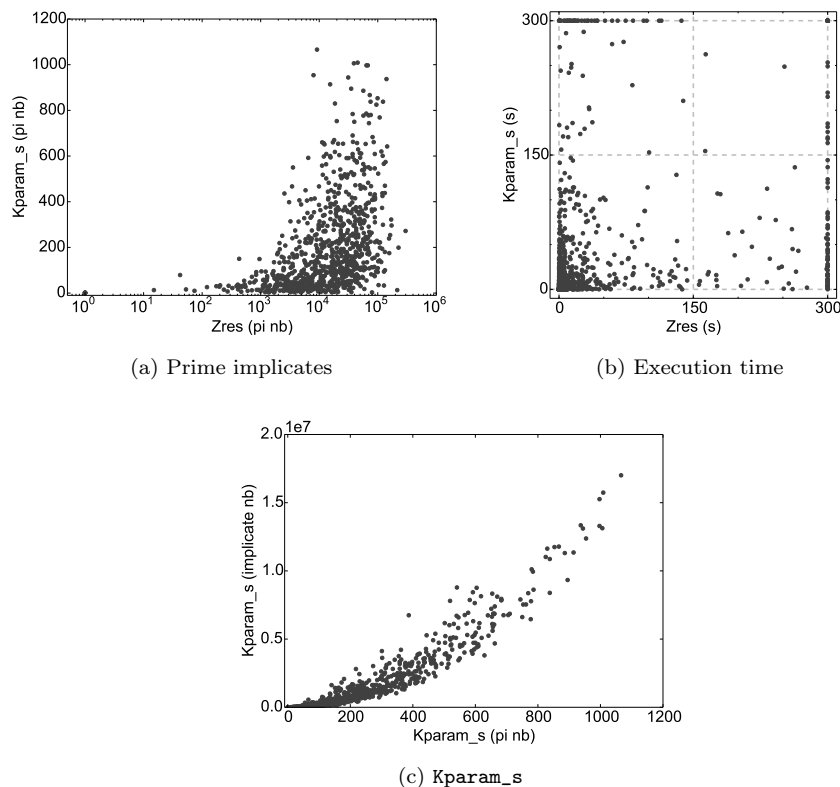 1200
1000
800
600
400
200
0
Kparam_s (pi nb)
10^0 10^1 10^2 10^3 10^4 10^5 10^6
Zres (pi nb)
(a) Prime implicates
300
150
0
Kparam_s (s)
0 150 300
Zres (s)
(b) Execution time
1e7
2.0
1.5
1.0
0.5
0.0
Kparam_s (implicate nb)
0 200 400 600 800 1000 1200
Kparam_s (pi nb)
(c) Kparam_s